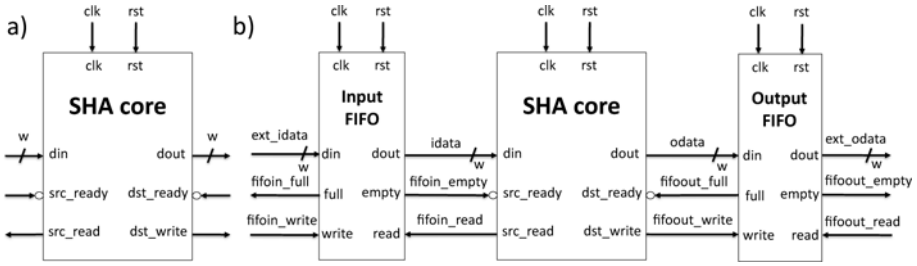 a)
clk rst
clk rst
SHA core
w w
din dout
src_ready dst_ready
src_read dst_write
b)
clk rst clk rst clk rst
clk rst clk rst clk rst
Input
FIFO
SHA core
Output
FIFO
ext_idata idata odata ext_odata
din dout din dout din dout
w w w w
fifoin_full fifoin_empty fifoout_full fifoout_empty
full empty src_ready dst_ready full empty
fifoin_write fifoin_read fifoout_write fifoout_read
write read src_read dst_write write read